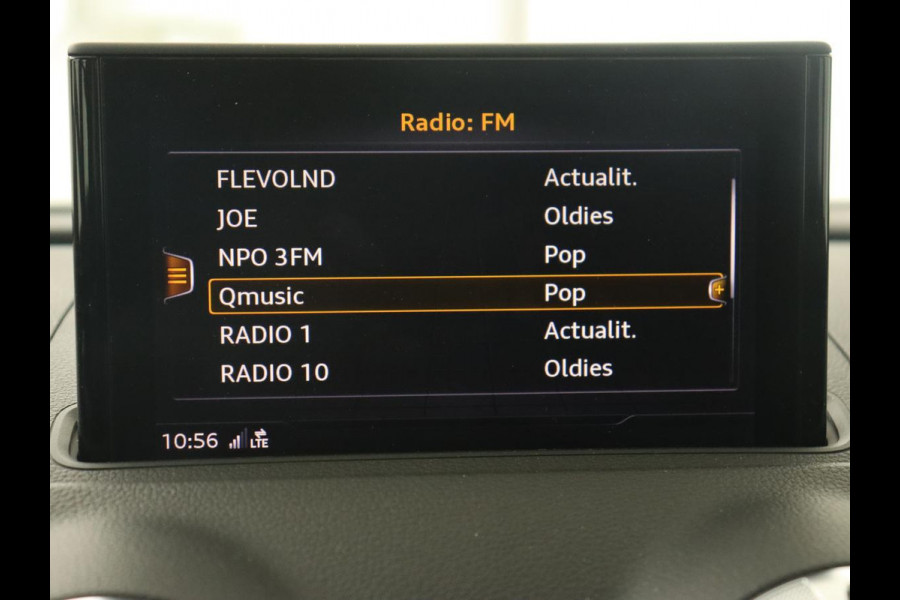 Radio: FM
FLEVOLND Actualit.
JOE Oldies
NPO 3FM Pop
Qmusic Pop
RADIO 1 Actualit.
RADIO 10 Oldies
10:56 LTE